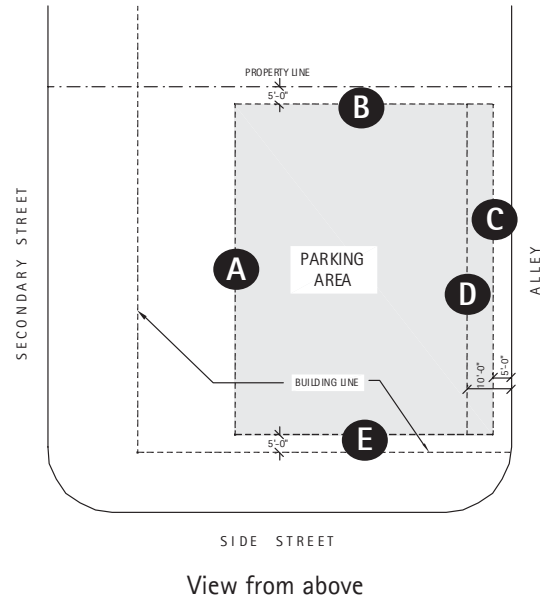 PROPERTY LINE
5'-0"
B
C
SECONDARY STREET
A
PARKING
AREA
D
ALLEY
BUILDING LINE
10'-0"
5'-0"
5'-0"
E
SIDE STREET
View from above